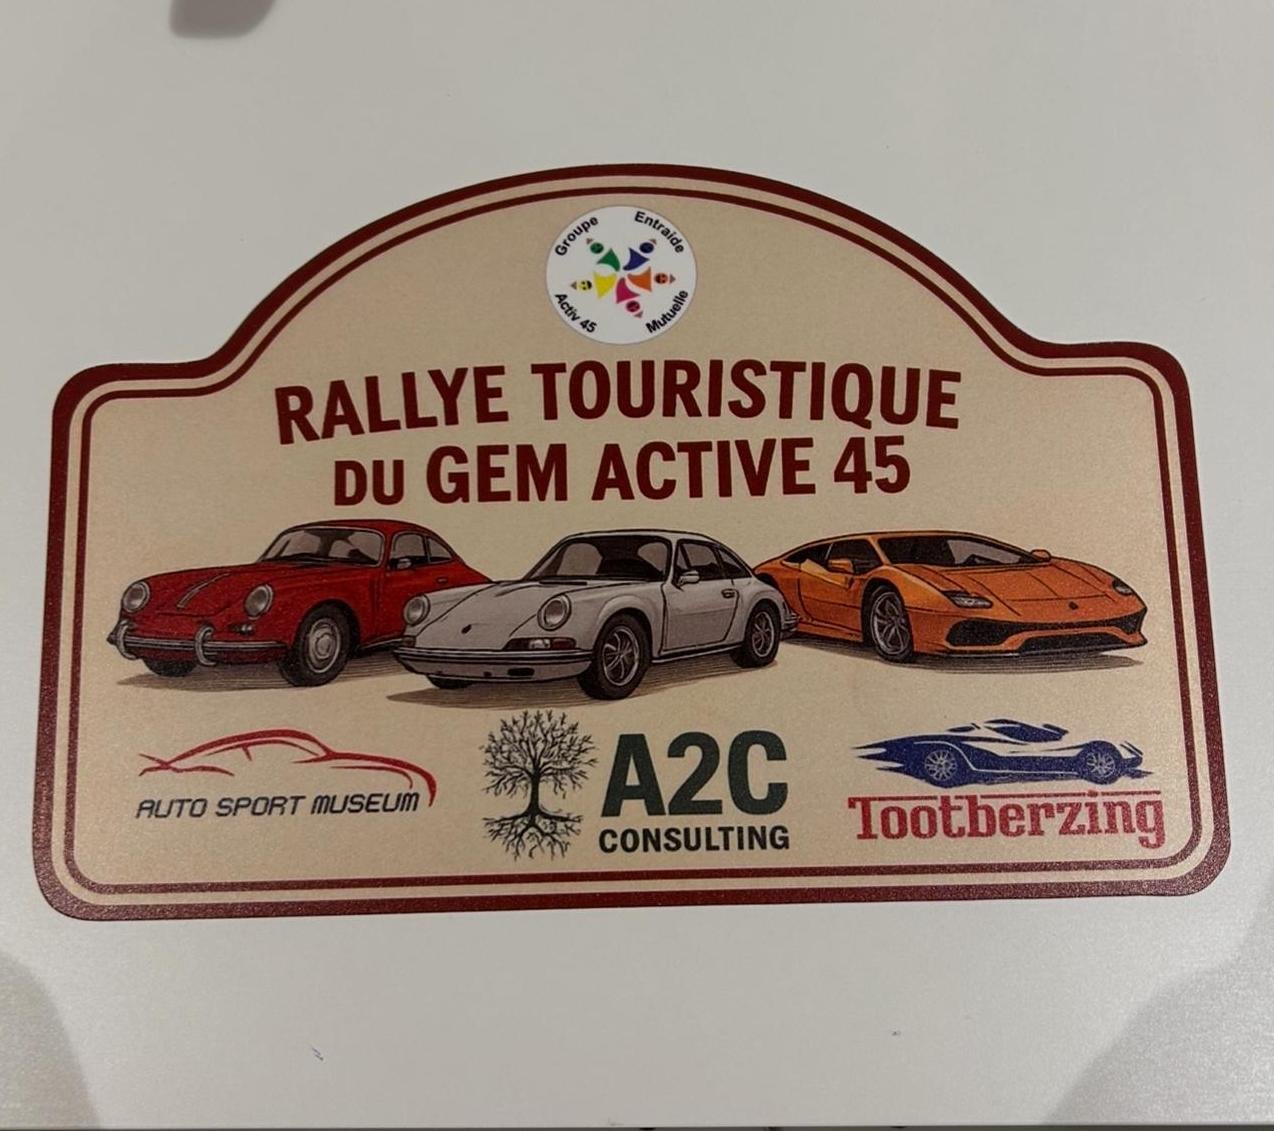 Groupe Entraide
Activ 45 Mutuelle
RALLYE TOURISTIQUE
DU GEM ACTIVE 45
AUTO SPORT MUSEUM
A2C
CONSULTING
Tootberzing